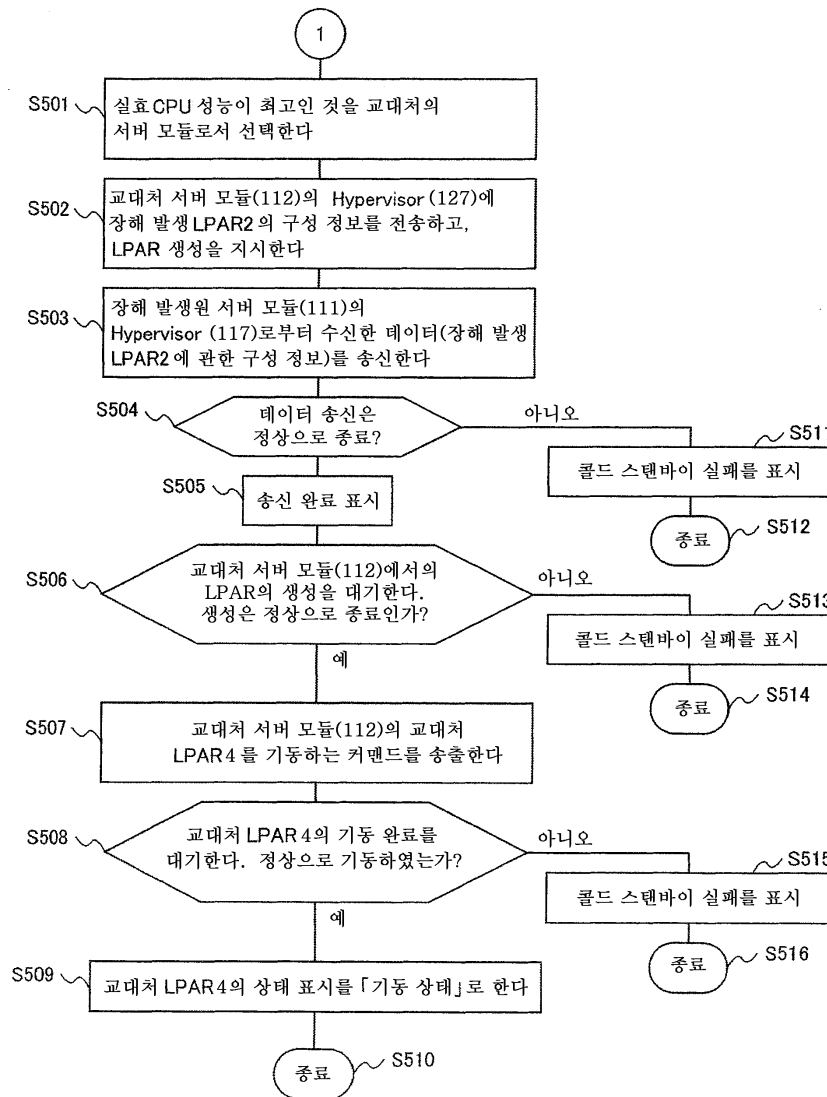 1
S501
실효 CPU 성능이 최고인 것을 교대처의
서버 모듈로서 선택한다
S502
교대처 서버 모듈(112)의 Hypervisor (127)에
장해 발생 LPAR2의 구성 정보를 전송하고,
LPAR 생성을 지시한다
S503
장해 발생원 서버 모듈(111)의
Hypervisor (117)로부터 수신한 데이터(장해 발생
LPAR2에 관한 구성 정보)를 송신한다
S504
데이터 송신은
정상으로 종료?
아니오
S511
콜드 스탠바이 실패를 표시
종료
S512
S505
송신 완료 표시
S506
교대처 서버 모듈(112)에서의
LPAR의 생성을 대기한다.
생성은 정상으로 종료인가?
아니오
S513
콜드 스탠바이 실패를 표시
종료
S514
예
S507
교대처 서버 모듈(112)의 교대처
LPAR4를 기동하는 커맨드를 송출한다
S508
교대처 LPAR4의 기동 완료를
대기한다. 정상으로 기동하였는가?
아니오
S515
콜드 스탠바이 실패를 표시
종료
S516
예
S509
교대처 LPAR4의 상태 표시를 「기동 상태」로 한다
종료
S510